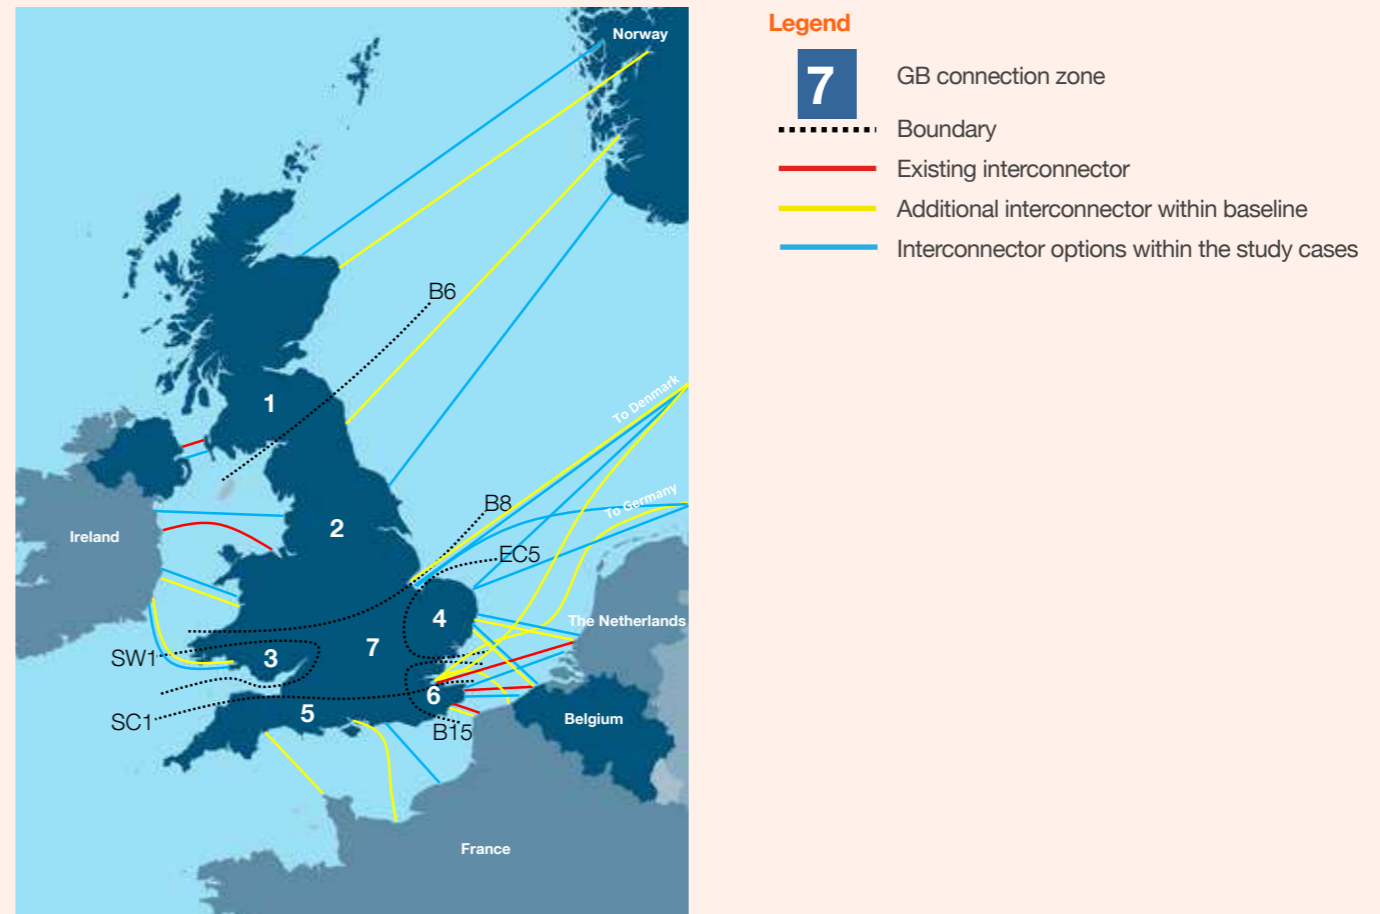 Norway
B6
1
To Denmark
B8
To Germany
2
Ireland
EC5
4
The Netherlands
7
SW1
3
6
SC1
5
B15
Belgium
France
Legend
7
GB connection zone
Boundary
Existing interconnector
Additional interconnector within baseline
Interconnector options within the study cases